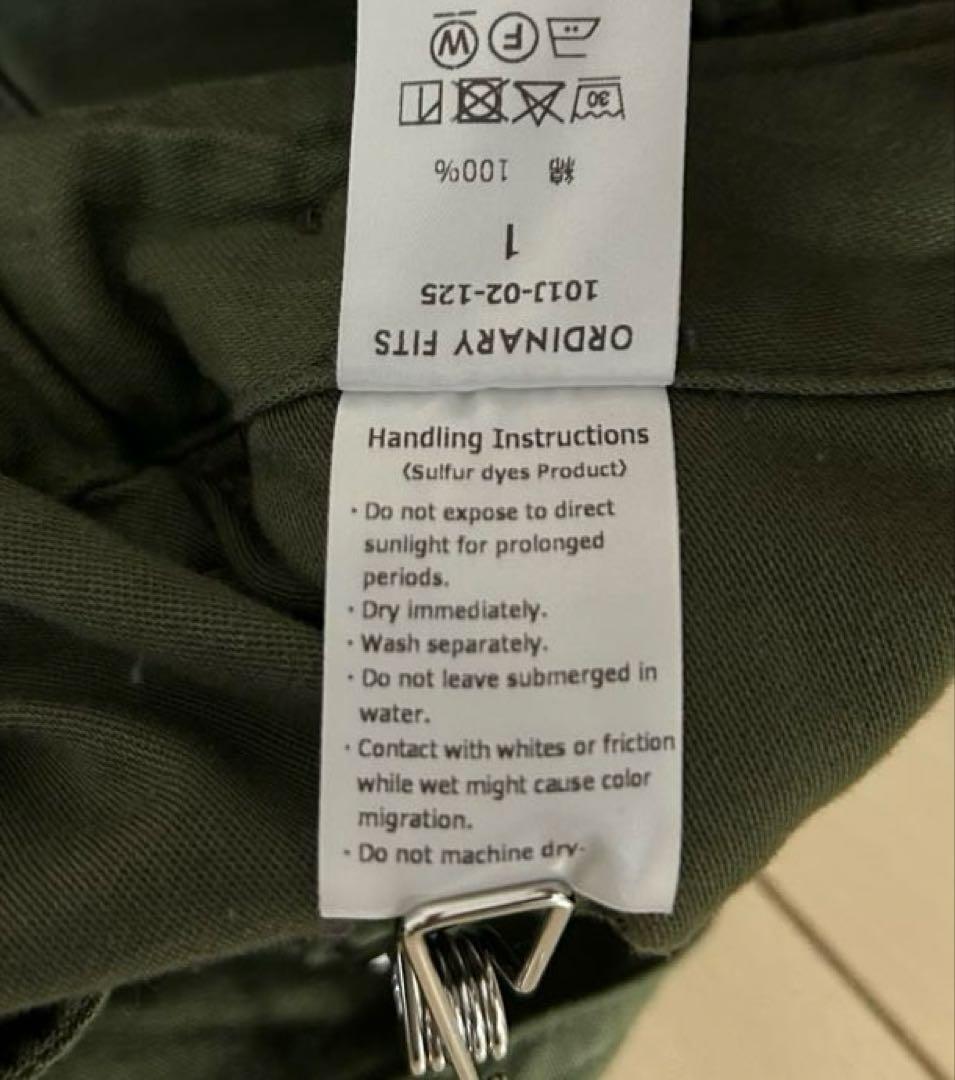 ORDINARY FITS
101J-02-125
1
綿 100%
30
F W
Handling Instructions
(Sulfur dyes Product)
・Do not expose to direct
sunlight for prolonged
periods.
・Dry immediately.
・Wash separately.
・Do not leave submerged in
water.
・Contact with whites or friction
while wet might cause color
migration.
・Do not machine dry.